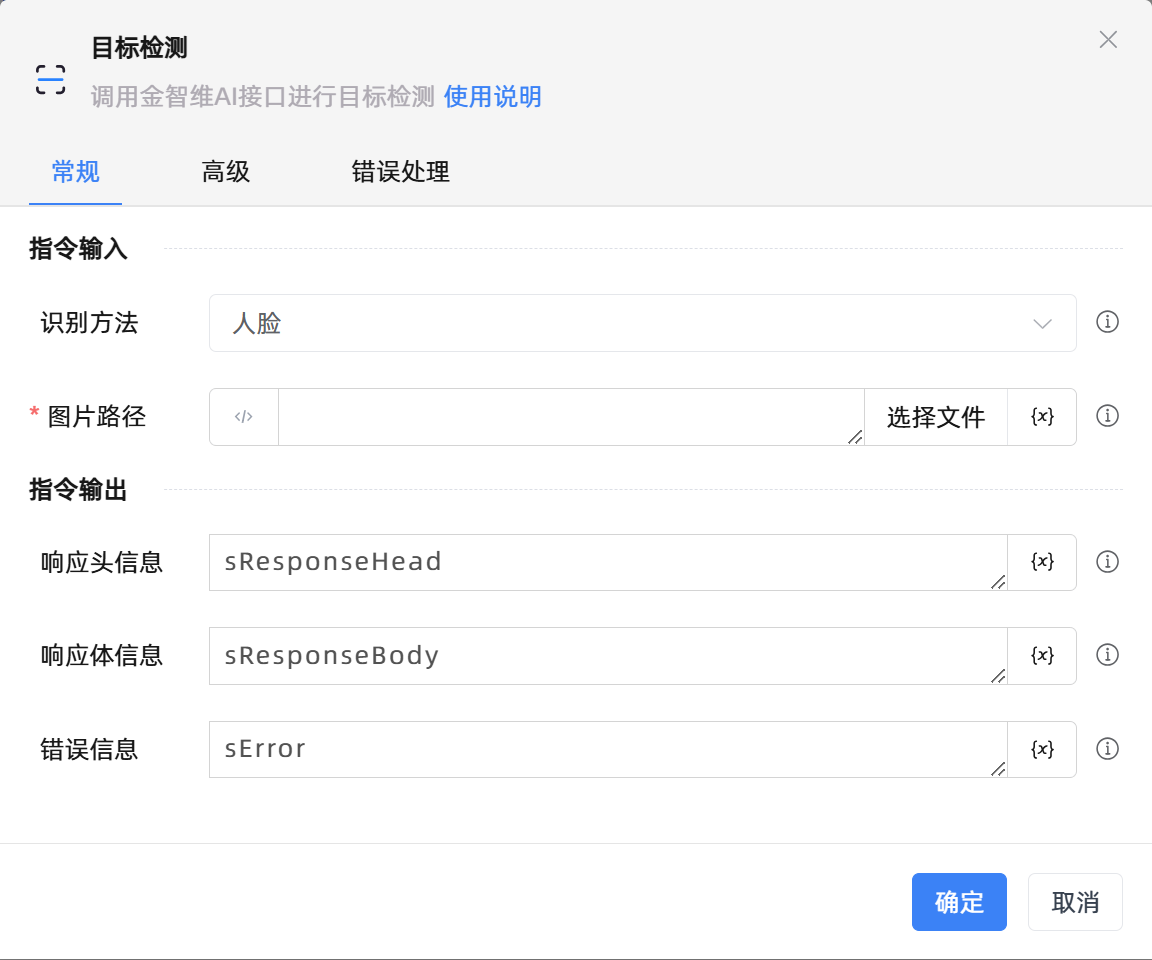 目标检测
调用金智维AI接口进行目标检测 使用说明
常规 高级 错误处理
指令输入
识别方法 人脸
* 图片路径 </> 选择文件 {x}
指令输出
响应头信息 sResponseHead {x}
响应体信息 sResponseBody {x}
错误信息 sError {x}
确定 取消